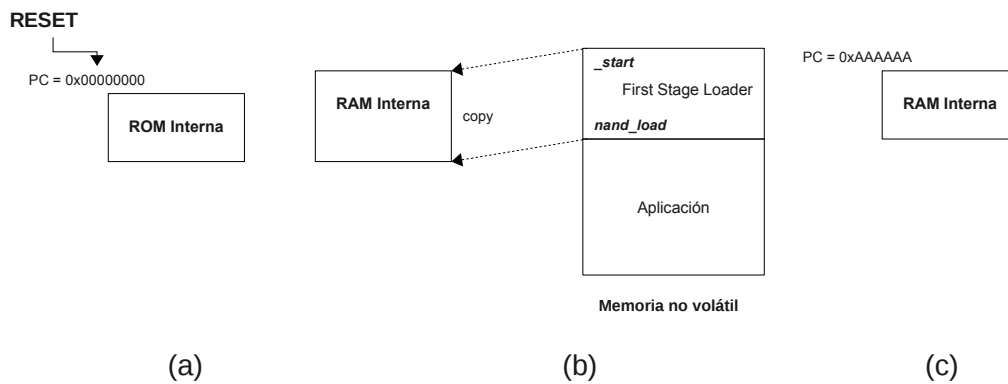 RESET
PC = 0x00000000
ROM Interna
RAM Interna
copy
_start
First Stage Loader
nand_load
Aplicación
Memoria no volátil
PC = 0xAAAAAA
RAM Interna
(a)
(b)
(c)